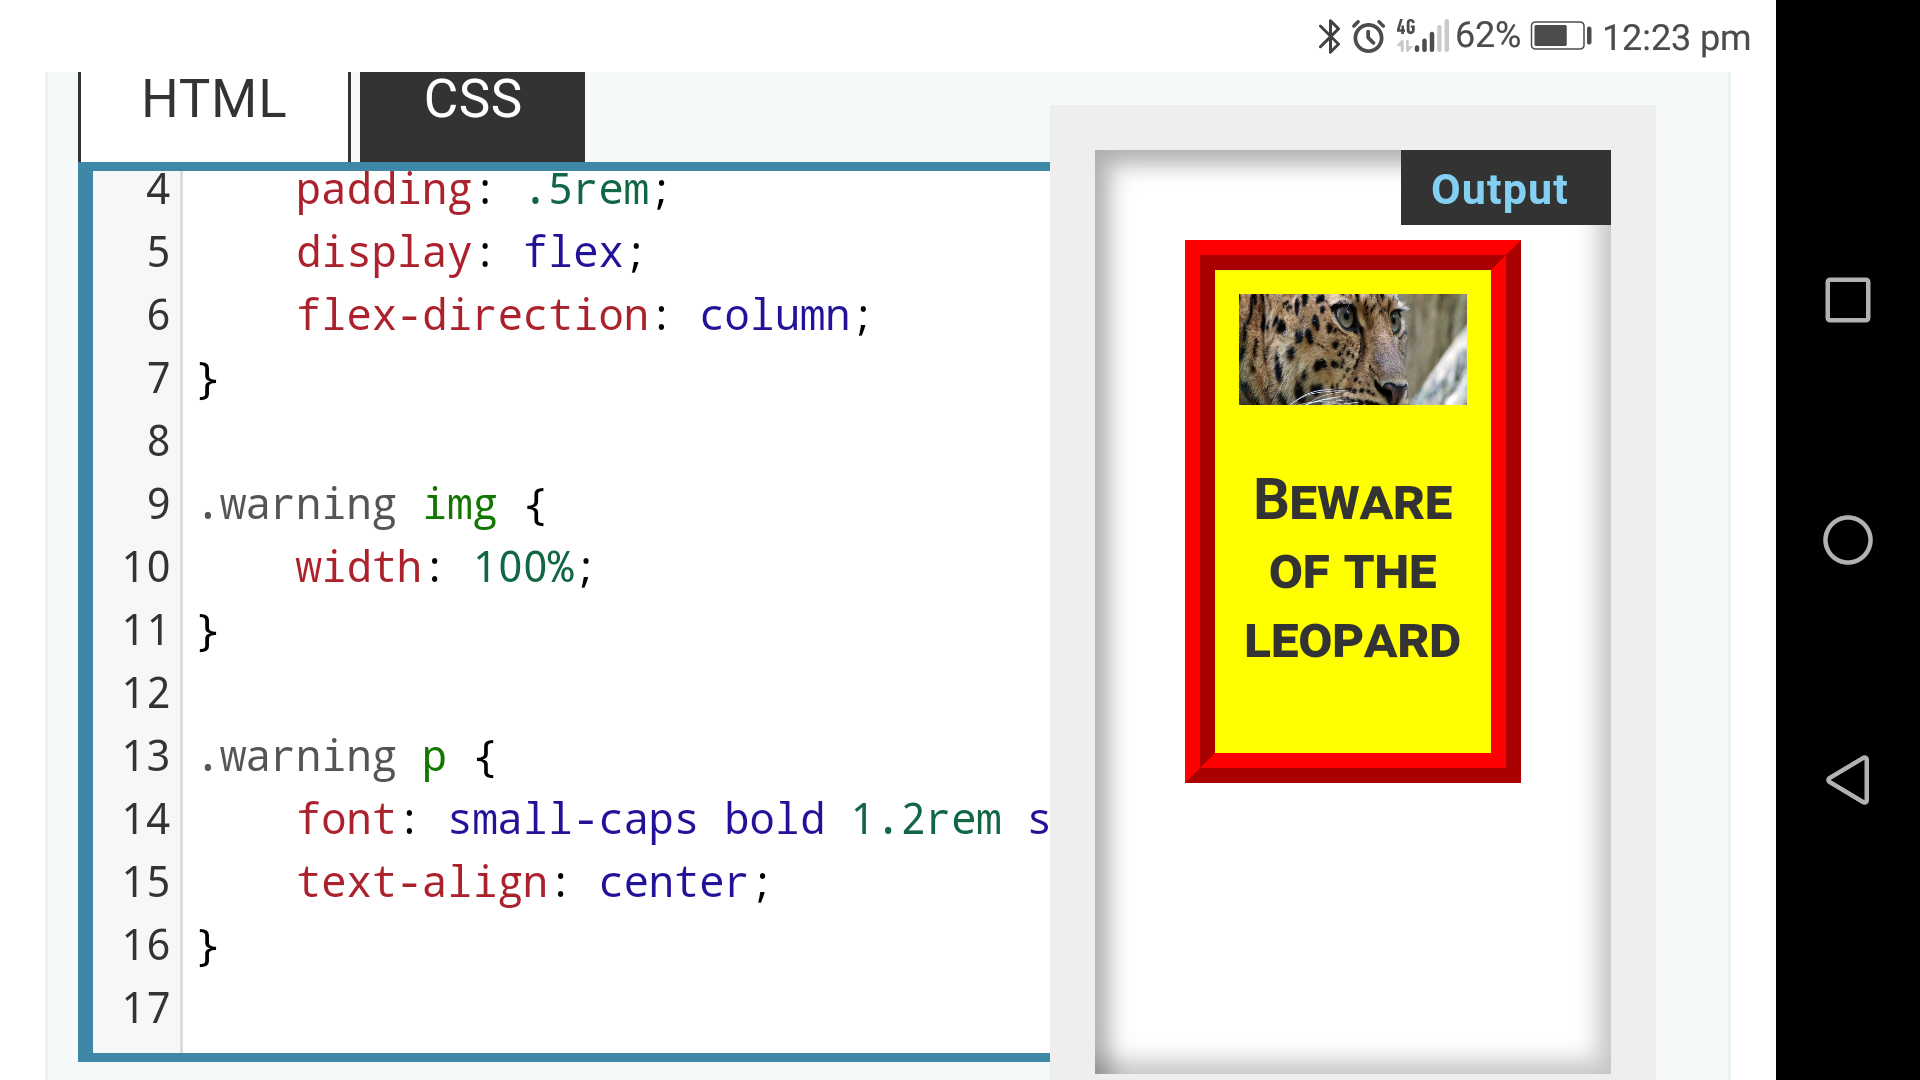 4G 62% 12:23 pm
HTML CSS
4 padding: .5rem;
5 display: flex;
6 flex-direction: column;
7 }
8
9 .warning img {
10 width: 100%;
11 }
12
13 .warning p {
14 font: small-caps bold 1.2rem s
15 text-align: center;
16 }
17
Output
Beware
of the
leopard